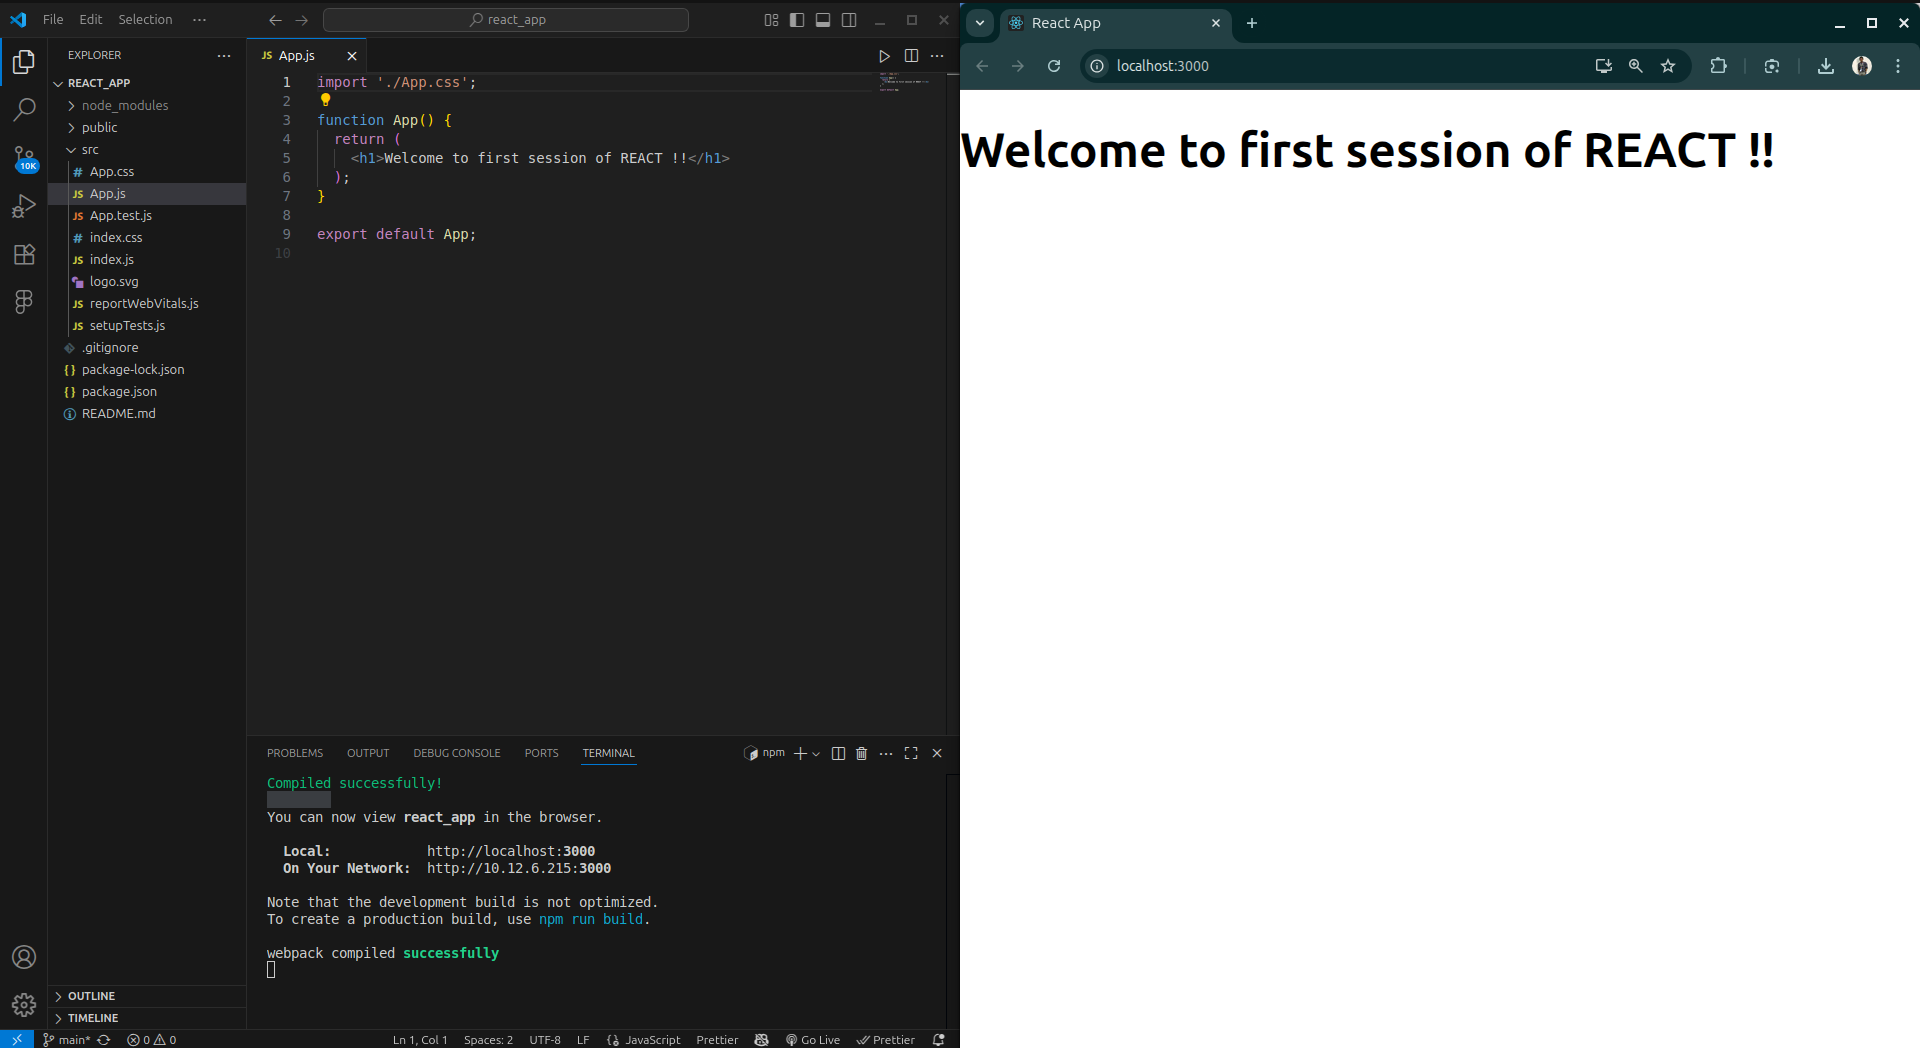 File Edit Selection ···
react_app
EXPLORER ···
REACT_APP
node_modules
public
src
# App.css
JS App.js
JS App.test.js
# index.css
JS index.js
logo.svg
JS reportWebVitals.js
JS setupTests.js
.gitignore
{} package-lock.json
{} package.json
README.md
10K
OUTLINE
TIMELINE
JS App.js
1 import './App.css';
2
3 function App() {
4 return (
5 <h1>Welcome to first session of REACT !!</h1>
6 );
7 }
8
9 export default App;
10
PROBLEMS OUTPUT DEBUG CONSOLE PORTS TERMINAL npm
Compiled successfully!
You can now view react_app in the browser.
Local: http://localhost:3000
On Your Network: http://10.12.6.215:3000
Note that the development build is not optimized.
To create a production build, use npm run build.
webpack compiled successfully
main* 0 0 Ln 1, Col 1 Spaces: 2 UTF-8 LF {} JavaScript Prettier Go Live Prettier
React App
localhost:3000
Welcome to first session of REACT !!